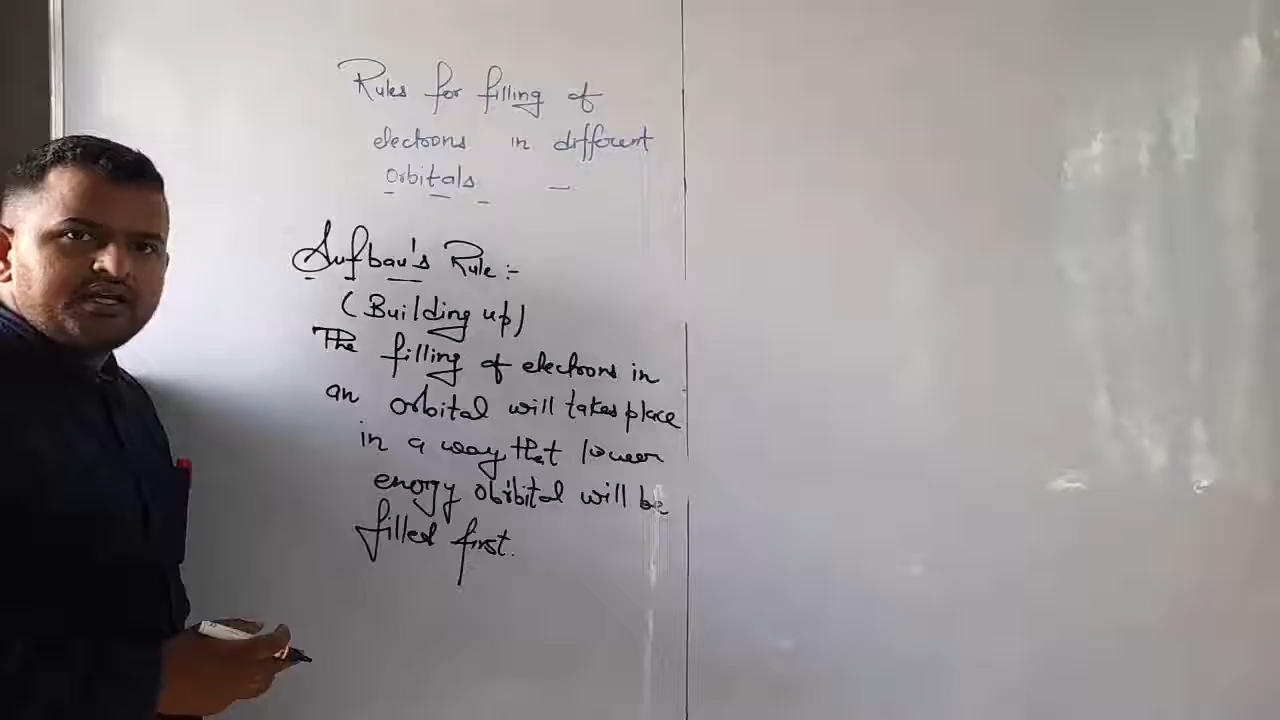 Rules for filling of
electrons in different
orbitals
Aufbau's Rule :-
(Building up)
The filling of electrons in
an orbital will takes place
in a way that lower
energy orbital will be
filled first.